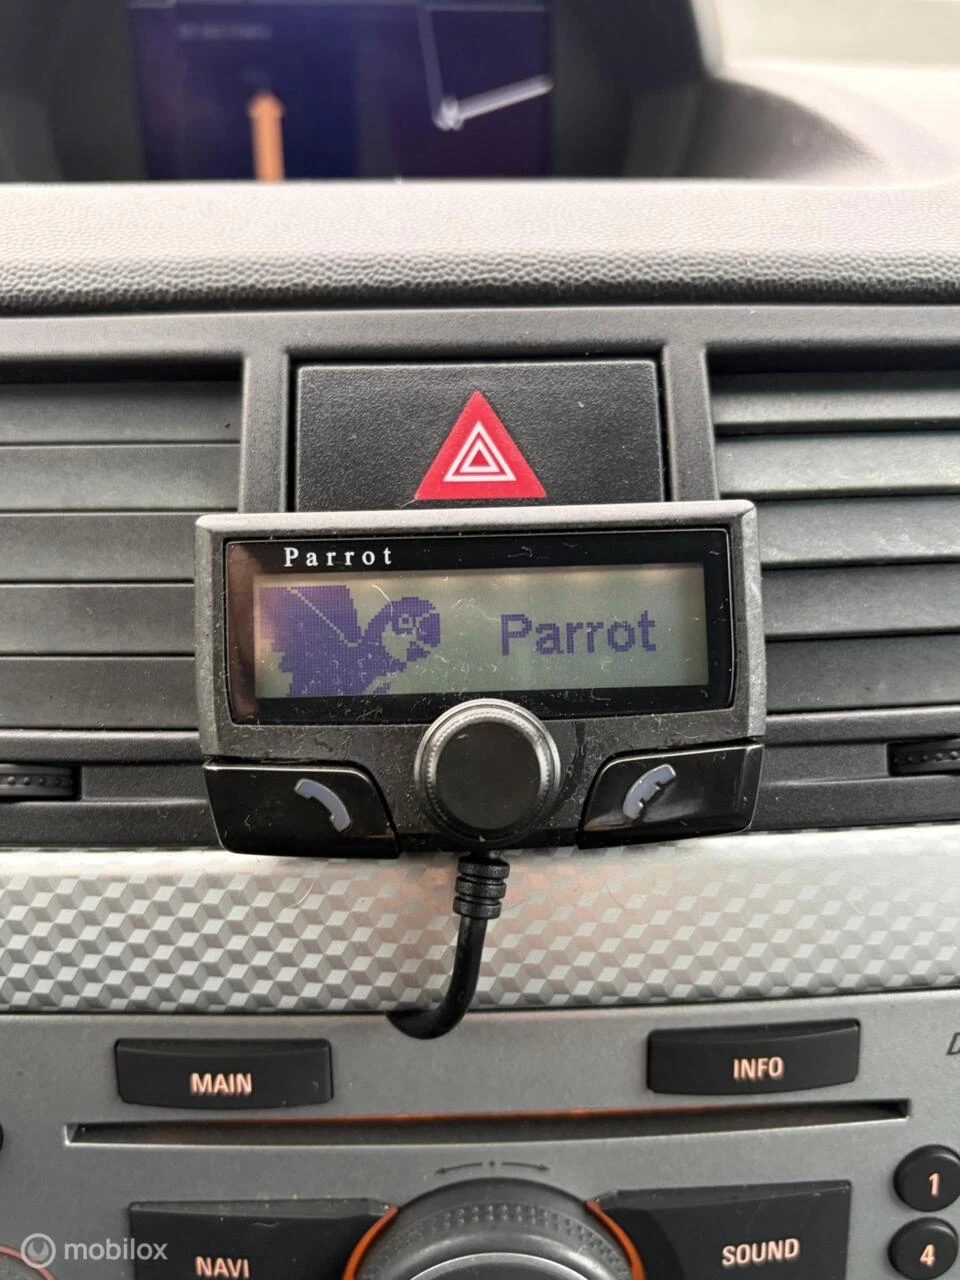 Parrot
Parrot
MAIN
INFO
1
NAVI
SOUND
4
mobilox